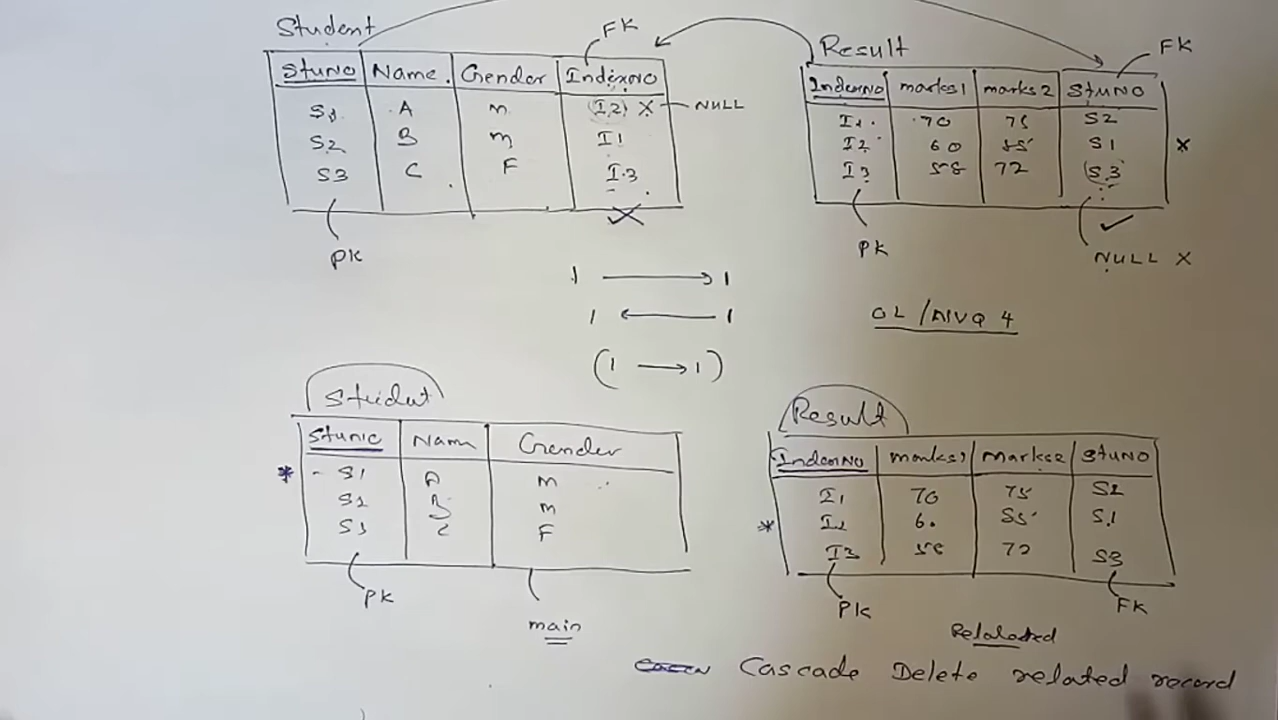 Student
FK
StuNO Name Gender IndexNO
S1 A m (I2) X NULL
S2 B m I1
S3 C F I3
X
PK
Result
FK
IndexNO marks1 marks2 StuNO
I1 70 75 S2
I2 60 55 S1 X
I3 58 72 (S3)
✓
PK
NULL X
1 → 1
1 ← 1
(1 → 1)
OL / NVQ 4
Student
Stuno Nam Gender
* S1 A m
S2 B m
S3 C F
PK
main
Result
IndexNO marks1 Marks2 StuNO
I1 70 75 S2
* I2 60 55 S1
I3 58 72 S3
PK
FK
Cascade Delete related record